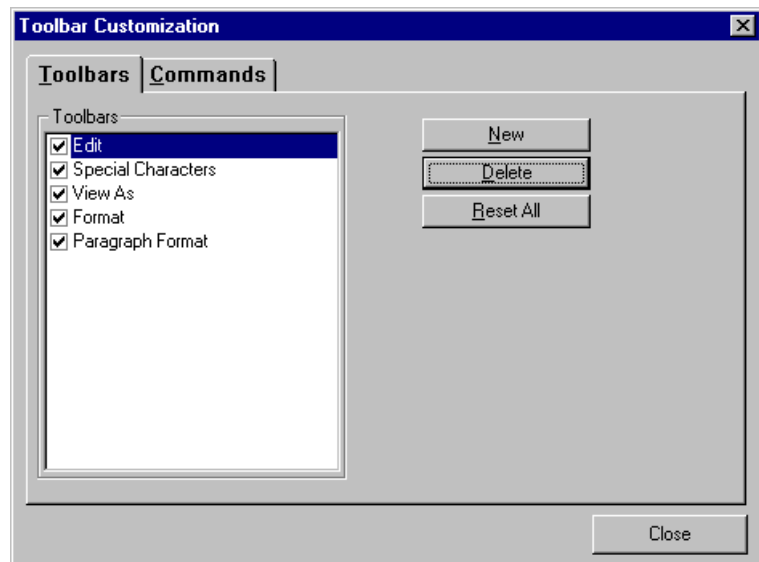 Toolbar Customization
Toolbars Commands
Toolbars
Edit
Special Characters
View As
Format
Paragraph Format
New
Delete
Reset All
Close